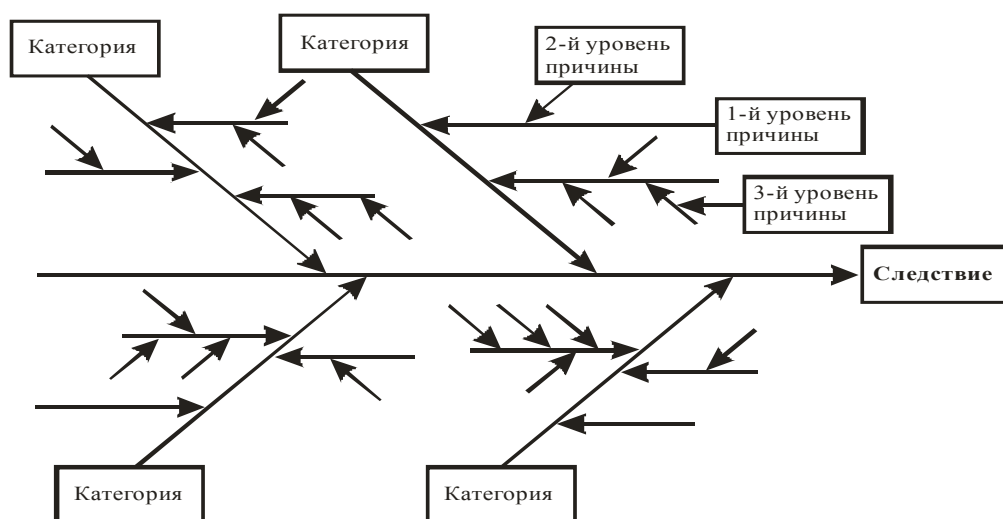 Категория
Категория
2-й уровень
причины
1-й уровень
причины
3-й уровень
причины
Следствие
Категория
Категория